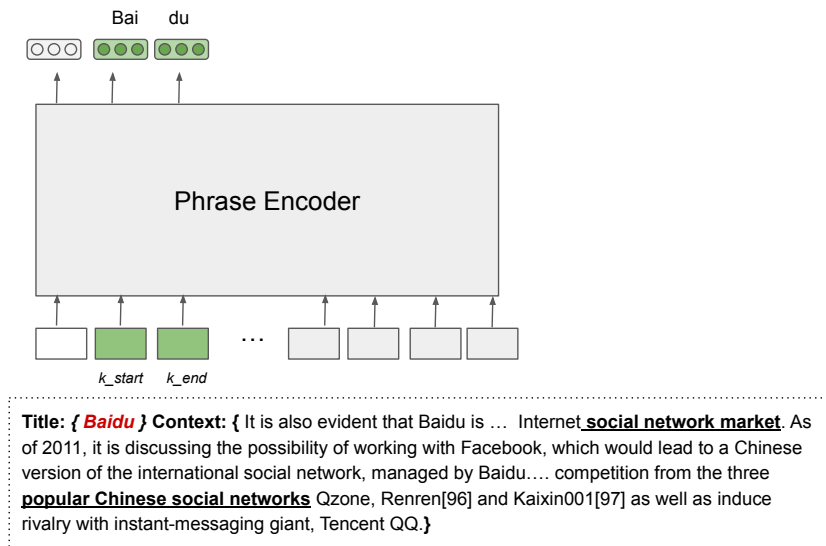 Bai du
Phrase Encoder
...
k_start k_end
Title: { Baidu } Context: { It is also evident that Baidu is … Internet social network market. As
of 2011, it is discussing the possibility of working with Facebook, which would lead to a Chinese
version of the international social network, managed by Baidu…. competition from the three
popular Chinese social networks Qzone, Renren[96] and Kaixin001[97] as well as induce
rivalry with instant-messaging giant, Tencent QQ.}